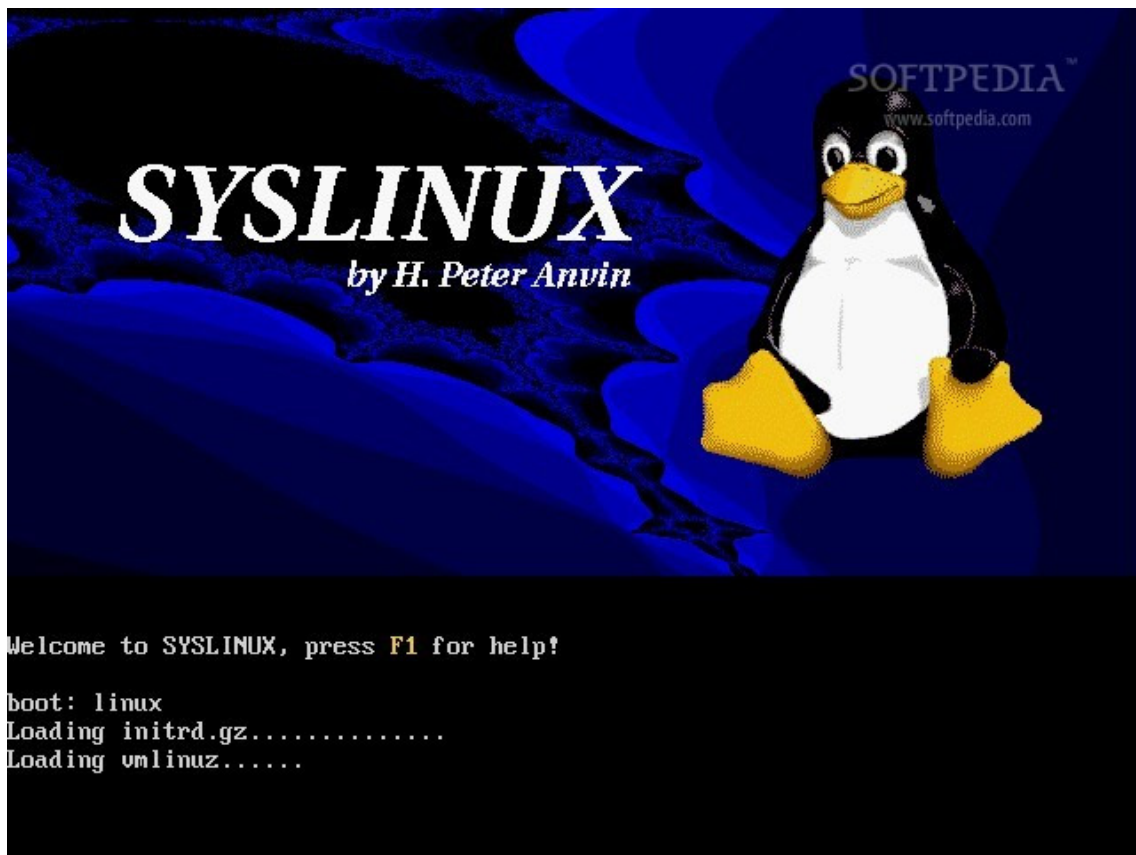 SOFTPEDIA™
www.softpedia.com
SYSLINUX
by H. Peter Anvin
Welcome to SYSLINUX, press F1 for help!
boot: linux
Loading initrd.gz..............
Loading vmlinuz......